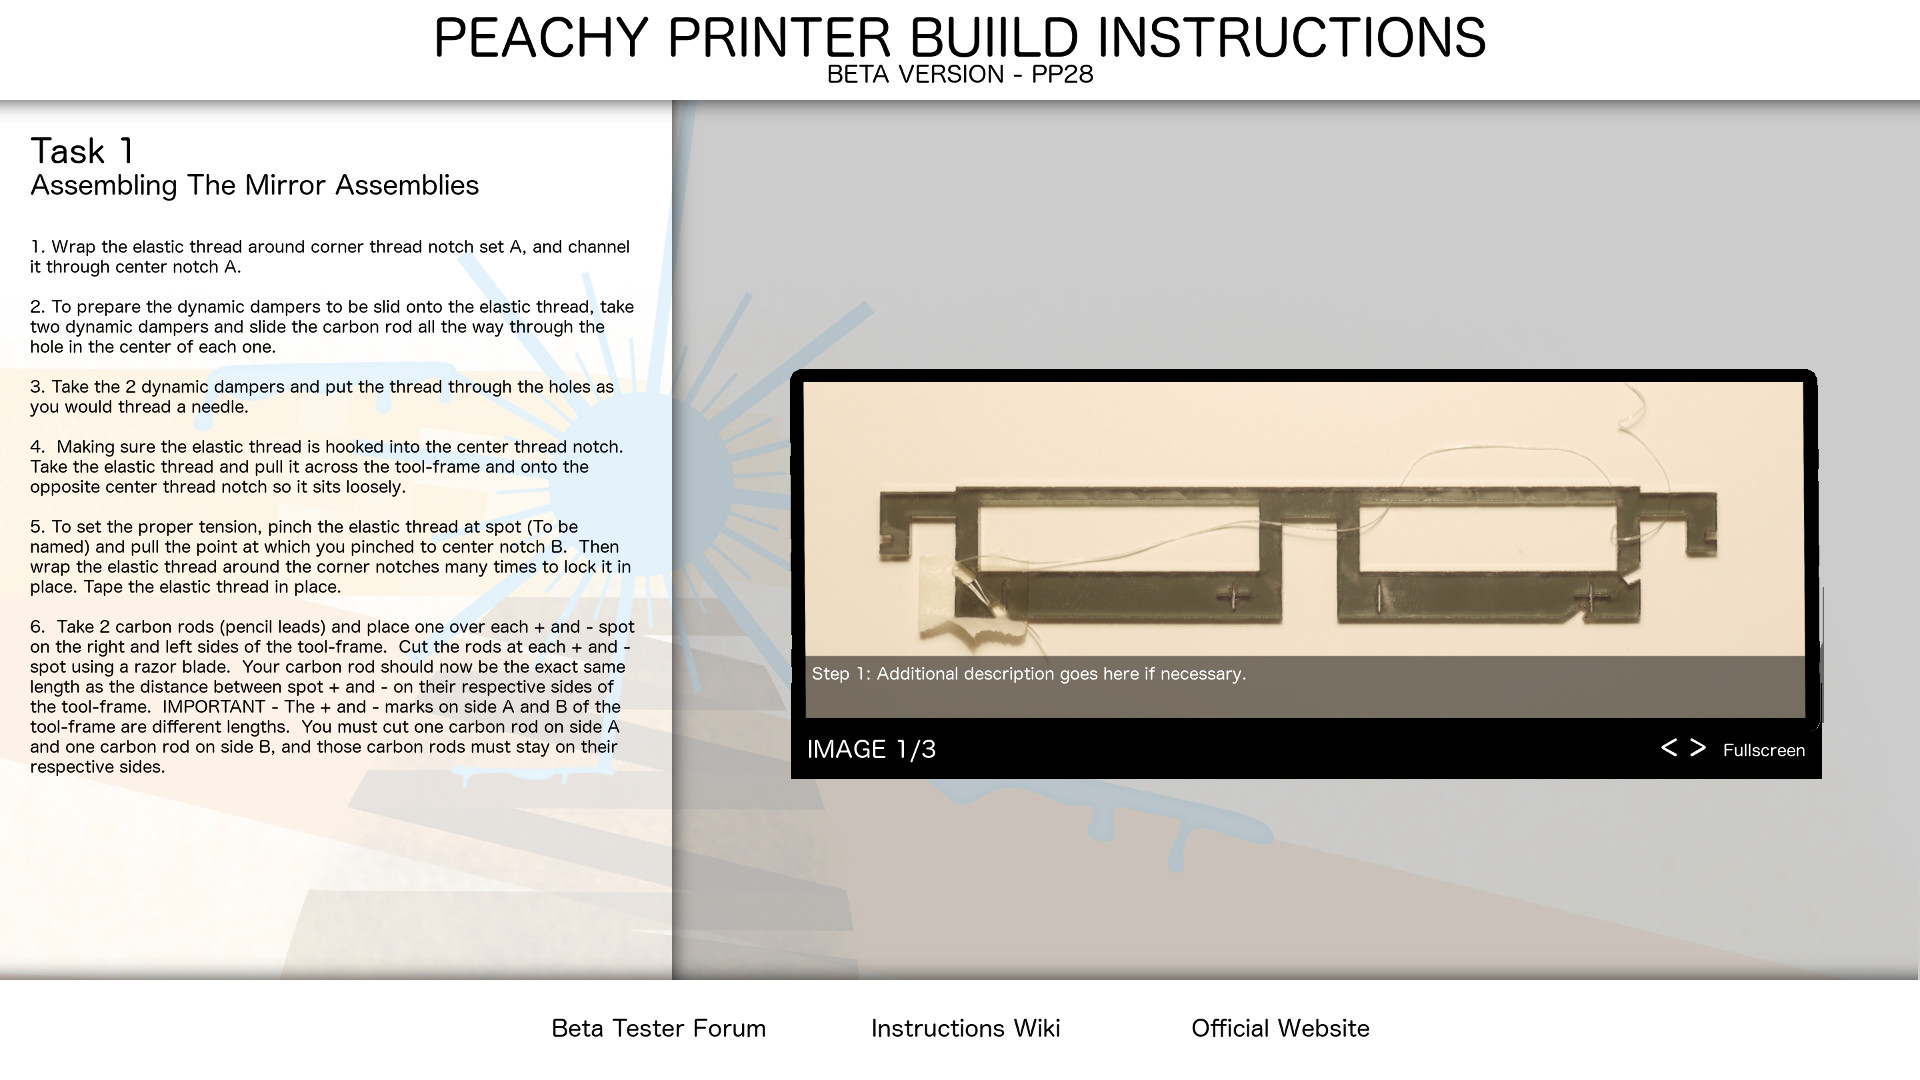 PEACHY PRINTER BUIILD INSTRUCTIONS
BETA VERSION - PP28
Task 1
Assembling The Mirror Assemblies
1. Wrap the elastic thread around corner thread notch set A, and channel
it through center notch A.
2. To prepare the dynamic dampers to be slid onto the elastic thread, take
two dynamic dampers and slide the carbon rod all the way through the
hole in the center of each one.
3. Take the 2 dynamic dampers and put the thread through the holes as
you would thread a needle.
4.  Making sure the elastic thread is hooked into the center thread notch.
Take the elastic thread and pull it across the tool-frame and onto the
opposite center thread notch so it sits loosely.
5. To set the proper tension, pinch the elastic thread at spot (To be
named) and pull the point at which you pinched to center notch B.  Then
wrap the elastic thread around the corner notches many times to lock it in
place. Tape the elastic thread in place.
6.  Take 2 carbon rods (pencil leads) and place one over each + and - spot
on the right and left sides of the tool-frame.  Cut the rods at each + and -
spot using a razor blade.  Your carbon rod should now be the exact same
length as the distance between spot + and - on their respective sides of
the tool-frame.  IMPORTANT - The + and - marks on side A and B of the
tool-frame are different lengths.  You must cut one carbon rod on side A
and one carbon rod on side B, and those carbon rods must stay on their
respective sides.
Step 1: Additional description goes here if necessary.
IMAGE 1/3
< > Fullscreen
Beta Tester Forum
Instructions Wiki
Official Website